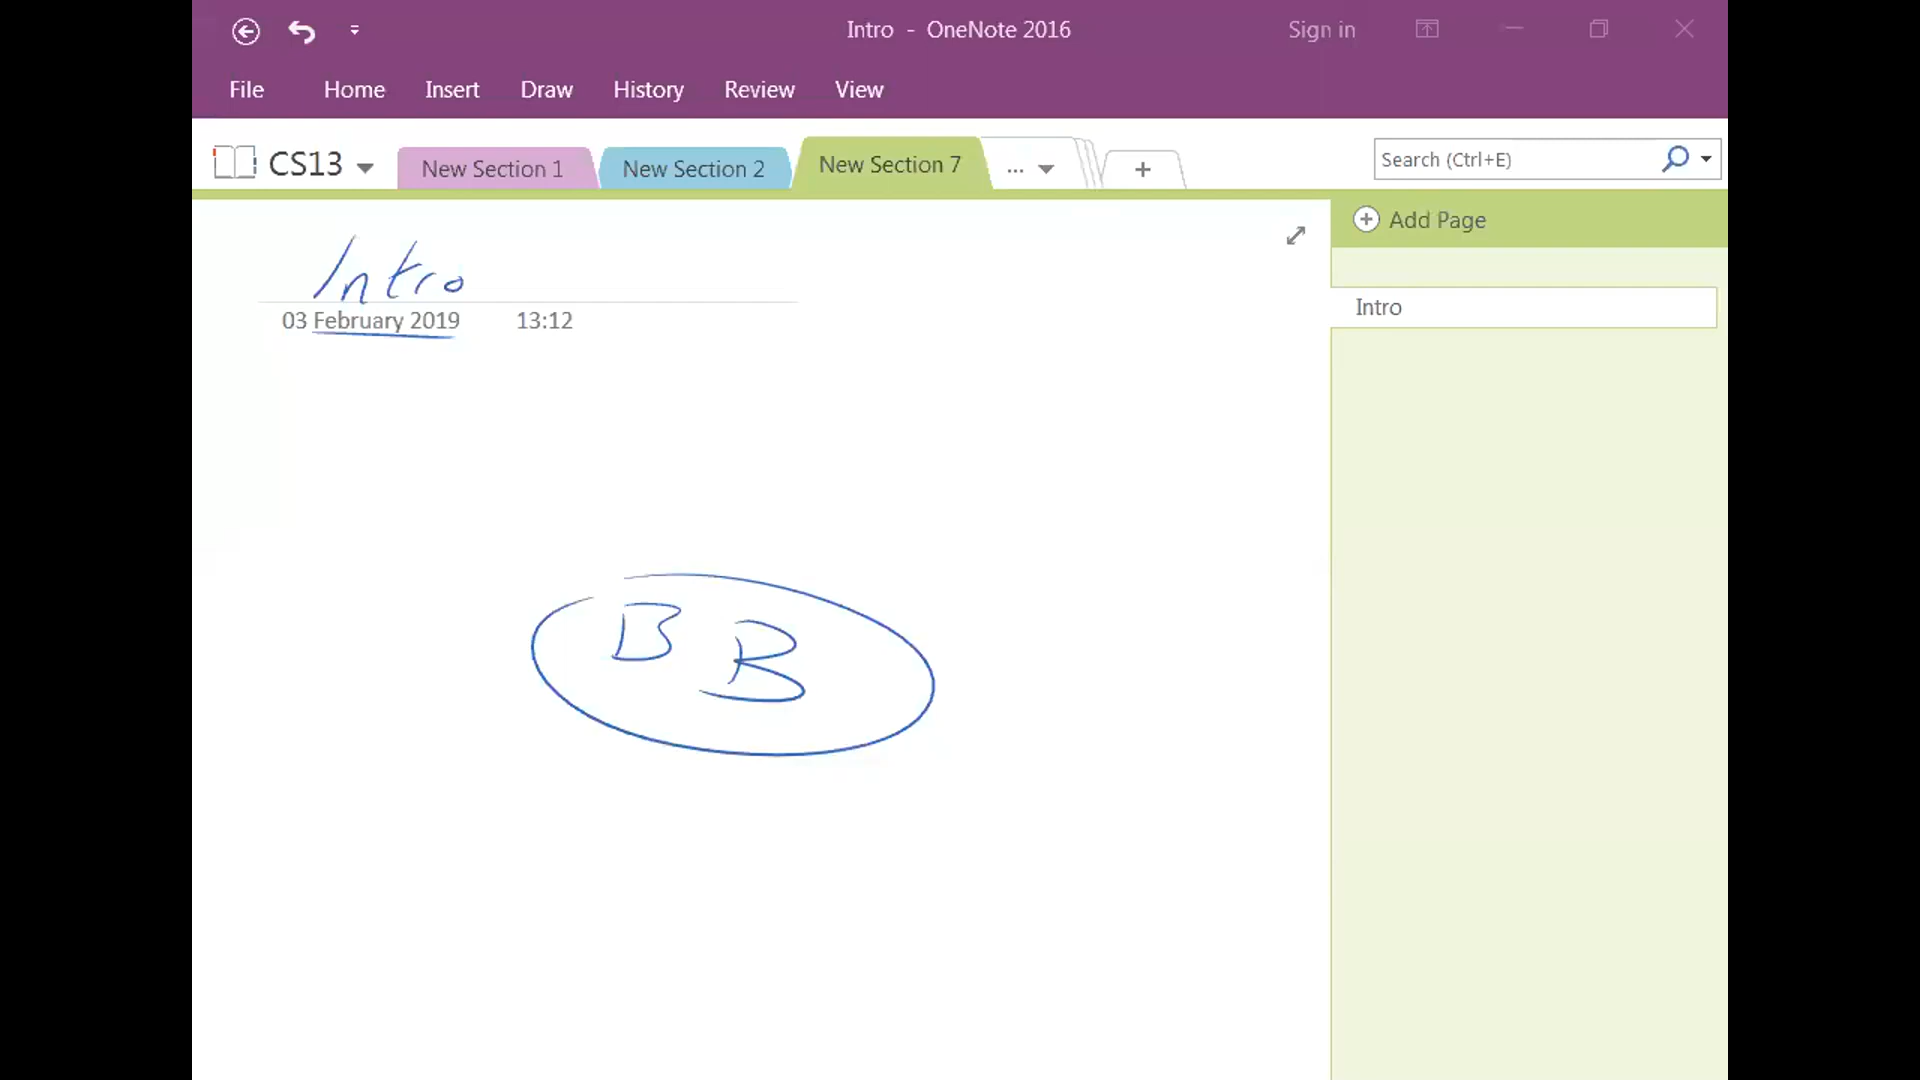 Intro - OneNote 2016
Sign in
File Home Insert Draw History Review View
CS13 New Section 1 New Section 2 New Section 7 ... + Search (Ctrl+E)
Add Page
Intro
Intro
03 February 2019 13:12
B B